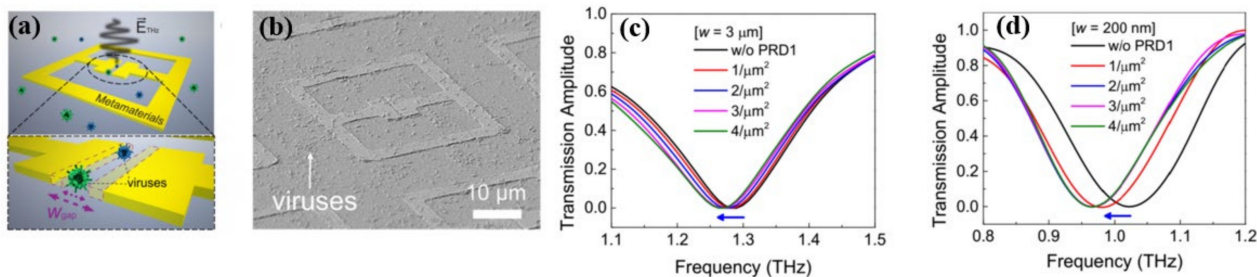 (a)
E⃗THz
Metamaterials
viruses
Wgap
(b)
viruses
10 μm
(c)
Transmission Amplitude
1.0
0.8
0.6
0.4
0.2
0.0
[w = 3 μm]
w/o PRD1
1/μm²
2/μm²
3/μm²
4/μm²
1.1 1.2 1.3 1.4 1.5
Frequency (THz)
(d)
Transmission Amplitude
1.0
0.8
0.6
0.4
0.2
0.0
[w = 200 nm]
w/o PRD1
1/μm²
2/μm²
3/μm²
4/μm²
0.8 0.9 1.0 1.1 1.2
Frequency (THz)